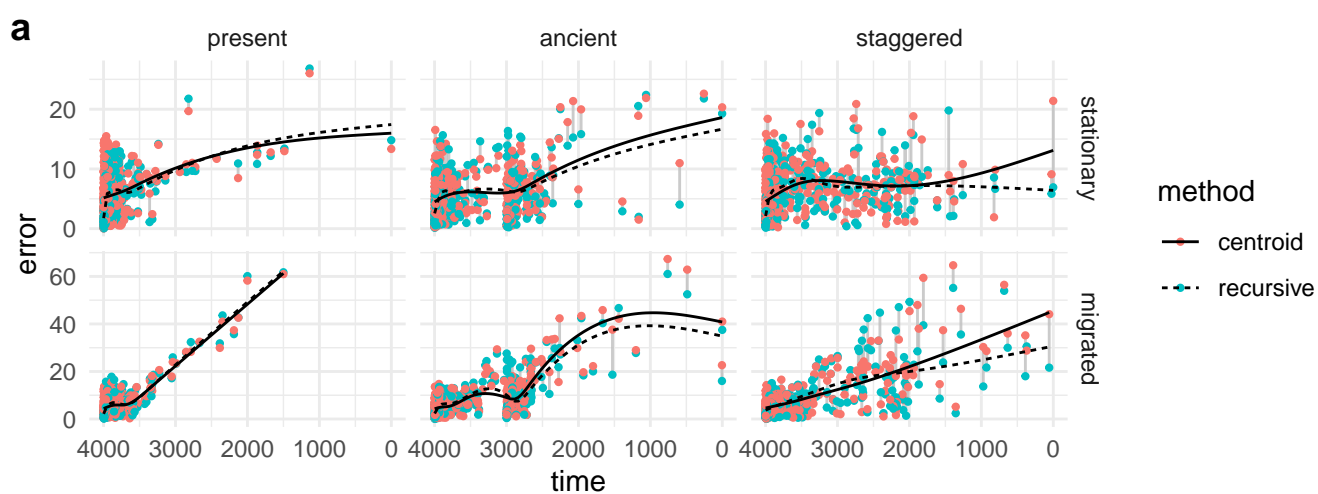 a
present ancient staggered
20
10
0
stationary
error
60
40
20
0
migrated
4000 3000 2000 1000 0 4000 3000 2000 1000 0 4000 3000 2000 1000 0
time
method
centroid
recursive